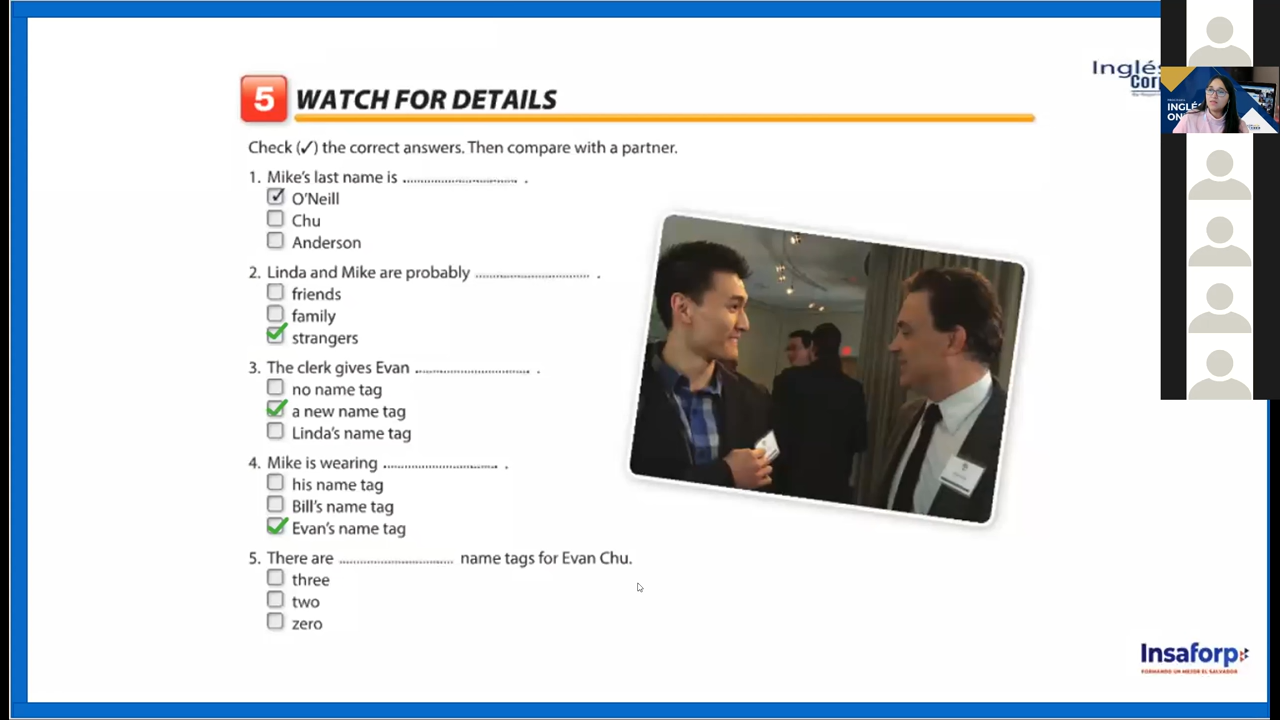 5 WATCH FOR DETAILS
Check (✓) the correct answers. Then compare with a partner.
1. Mike's last name is .............................. .
O'Neill
Chu
Anderson
2. Linda and Mike are probably .............................. .
friends
family
strangers
3. The clerk gives Evan .............................. .
no name tag
a new name tag
Linda's name tag
4. Mike is wearing .............................. .
his name tag
Bill's name tag
Evan's name tag
5. There are .............................. name tags for Evan Chu.
three
two
zero
Inglés
Cor
INGLÉ
ON
Insaforp
FORMANDO UN MEJOR EL SALVADOR